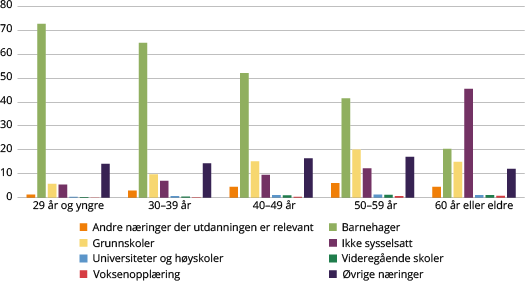 80
70
60
50
40
30
20
10
0
29 år og yngre 30–39 år 40–49 år 50–59 år 60 år eller eldre
Andre næringer der utdanningen er relevant Barnehager
Grunnskoler Ikke sysselsatt
Universiteter og høyskoler Videregående skoler
Voksenopplæring Øvrige næringer